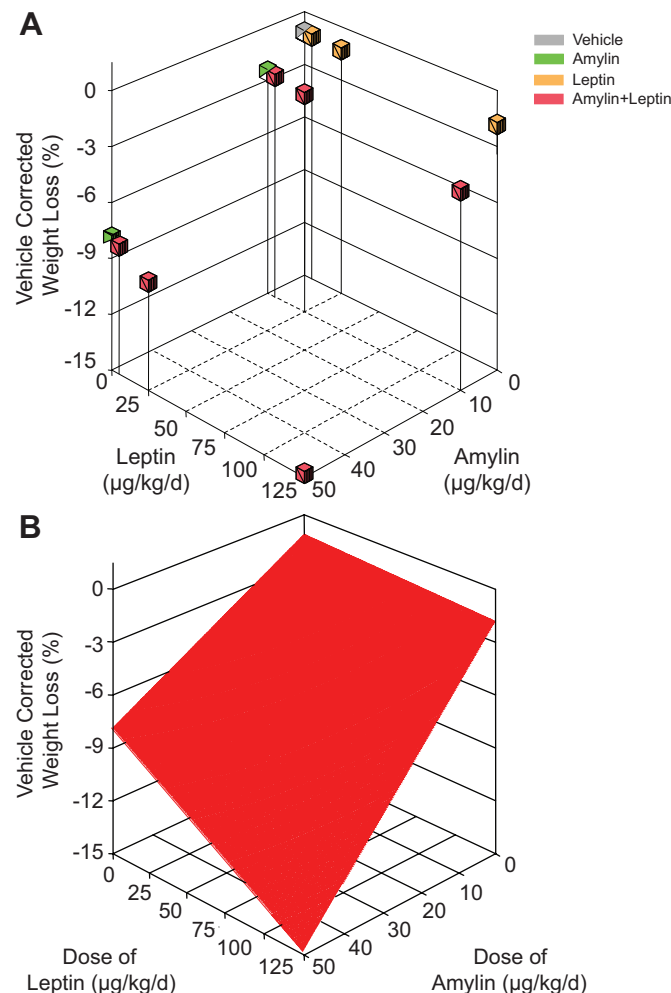 A
Vehicle
Amylin
Leptin
Amylin+Leptin
Vehicle Corrected
Weight Loss (%)
0
-3
-6
-9
-12
-15
0
25
50
75
100
125
Leptin
(µg/kg/d)
0
10
20
30
40
50
Amylin
(µg/kg/d)
B
Vehicle Corrected
Weight Loss (%)
0
-3
-6
-9
-12
-15
0
25
50
75
100
125
Dose of
Leptin (µg/kg/d)
0
10
20
30
40
50
Dose of
Amylin (µg/kg/d)